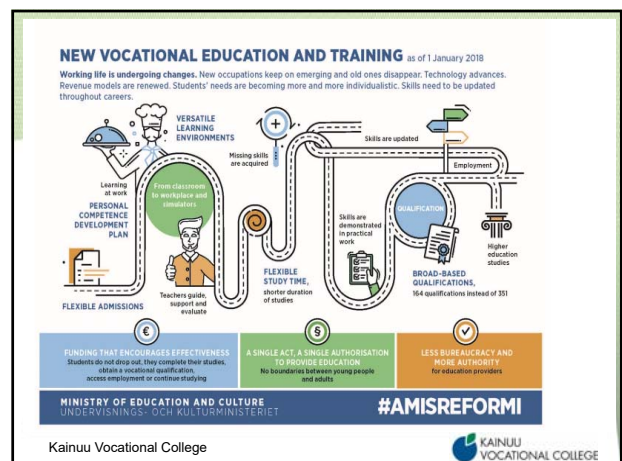 NEW VOCATIONAL EDUCATION AND TRAINING as of 1 January 2018
Working life is undergoing changes. New occupations keep on emerging and old ones disappear. Technology advances.
Revenue models are renewed. Students' needs are becoming more and more individualistic. Skills need to be updated
throughout careers.
VERSATILE
LEARNING
ENVIRONMENTS
Missing skills
are acquired
Skills are updated
Employment
Learning
at work
From classroom
to workplace and
simulators
PERSONAL
COMPETENCE
DEVELOPMENT
PLAN
FLEXIBLE ADMISSIONS
Teachers guide,
support and
evaluate
FLEXIBLE
STUDY TIME,
shorter duration
of studies
Skills are
demonstrated
in practical
work
QUALIFICATION
Higher
education
studies
BROAD-BASED
QUALIFICATIONS,
164 qualifications instead of 351
€
FUNDING THAT ENCOURAGES EFFECTIVENESS
Students do not drop out, they complete their studies,
obtain a vocational qualification,
access employment or continue studying
§
A SINGLE ACT, A SINGLE AUTHORISATION
TO PROVIDE EDUCATION
No boundaries between young people
and adults
LESS BUREAUCRACY AND
MORE AUTHORITY
for education providers
MINISTRY OF EDUCATION AND CULTURE
UNDERVISNINGS- OCH KULTURMINISTERIET
#AMISREFORMI
Kainuu Vocational College
KAINUU
VOCATIONAL COLLEGE